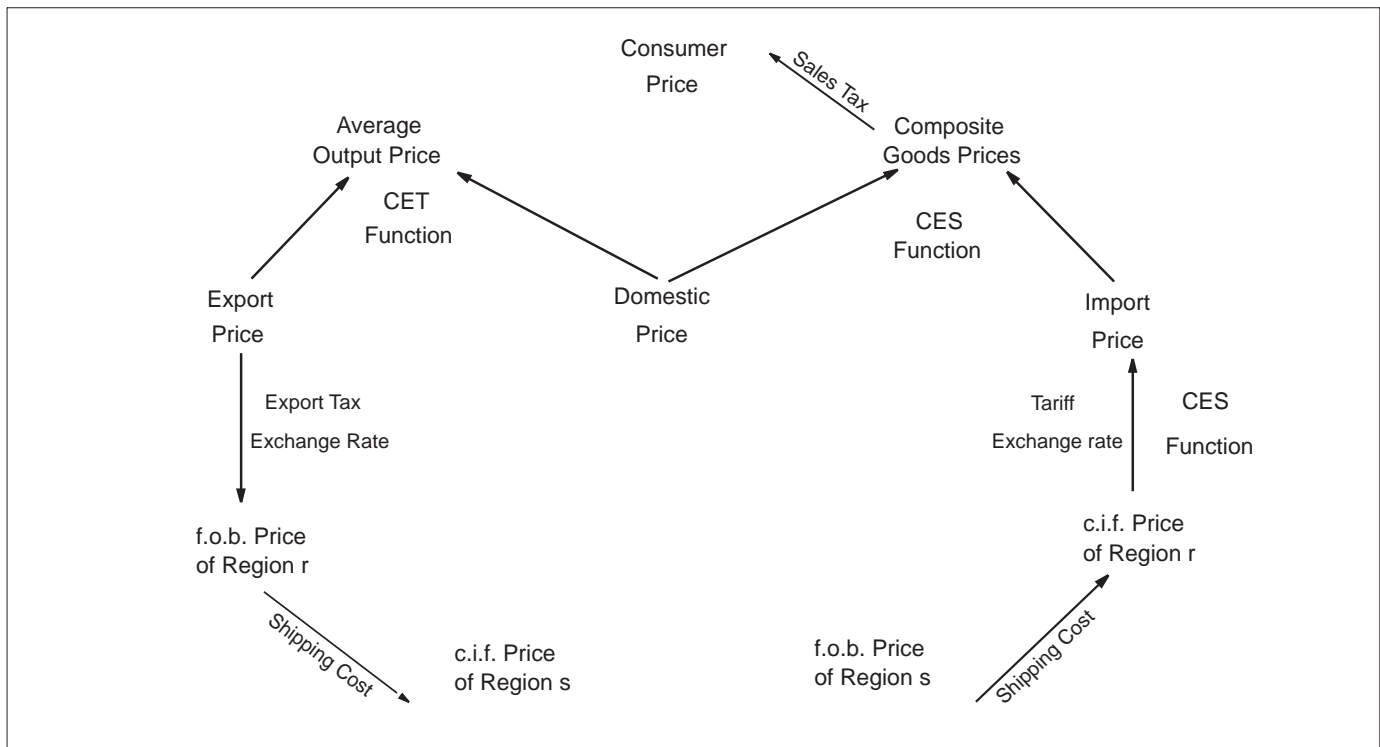 Consumer
Price
Sales Tax
Average
Output Price
Composite
Goods Prices
CET
Function
CES
Function
Export
Price
Domestic
Price
Import
Price
Export Tax
Exchange Rate
Tariff
Exchange rate
CES
Function
f.o.b. Price
of Region r
c.i.f. Price
of Region r
Shipping Cost
c.i.f. Price
of Region s
f.o.b. Price
of Region s
Shipping Cost